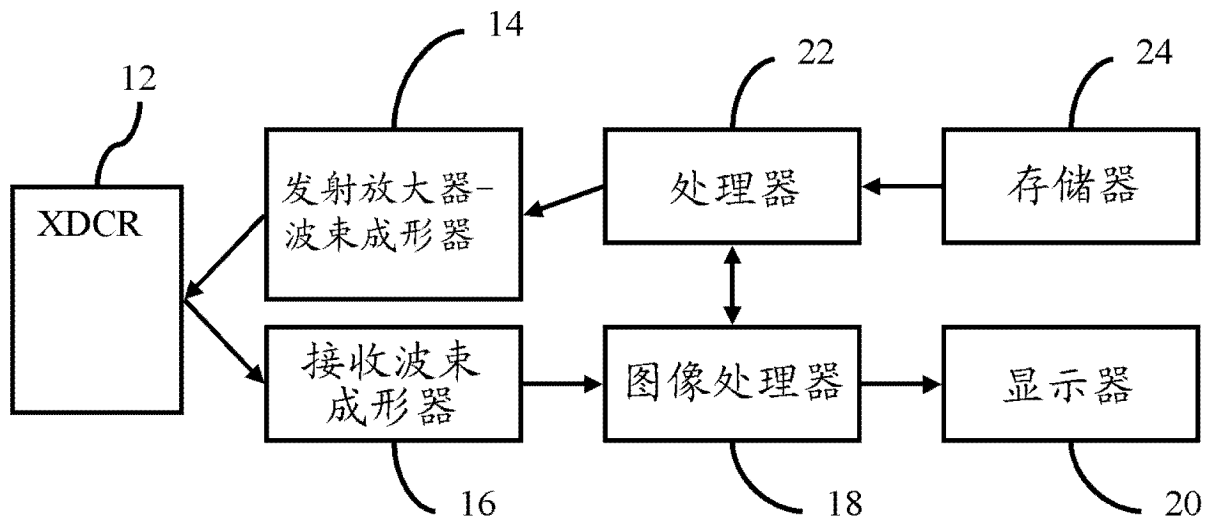 14
22
24
12
发射放大器-
波束成形器
处理器
存储器
XDCR
接收波束
成形器
图像处理器
显示器
16
18
20